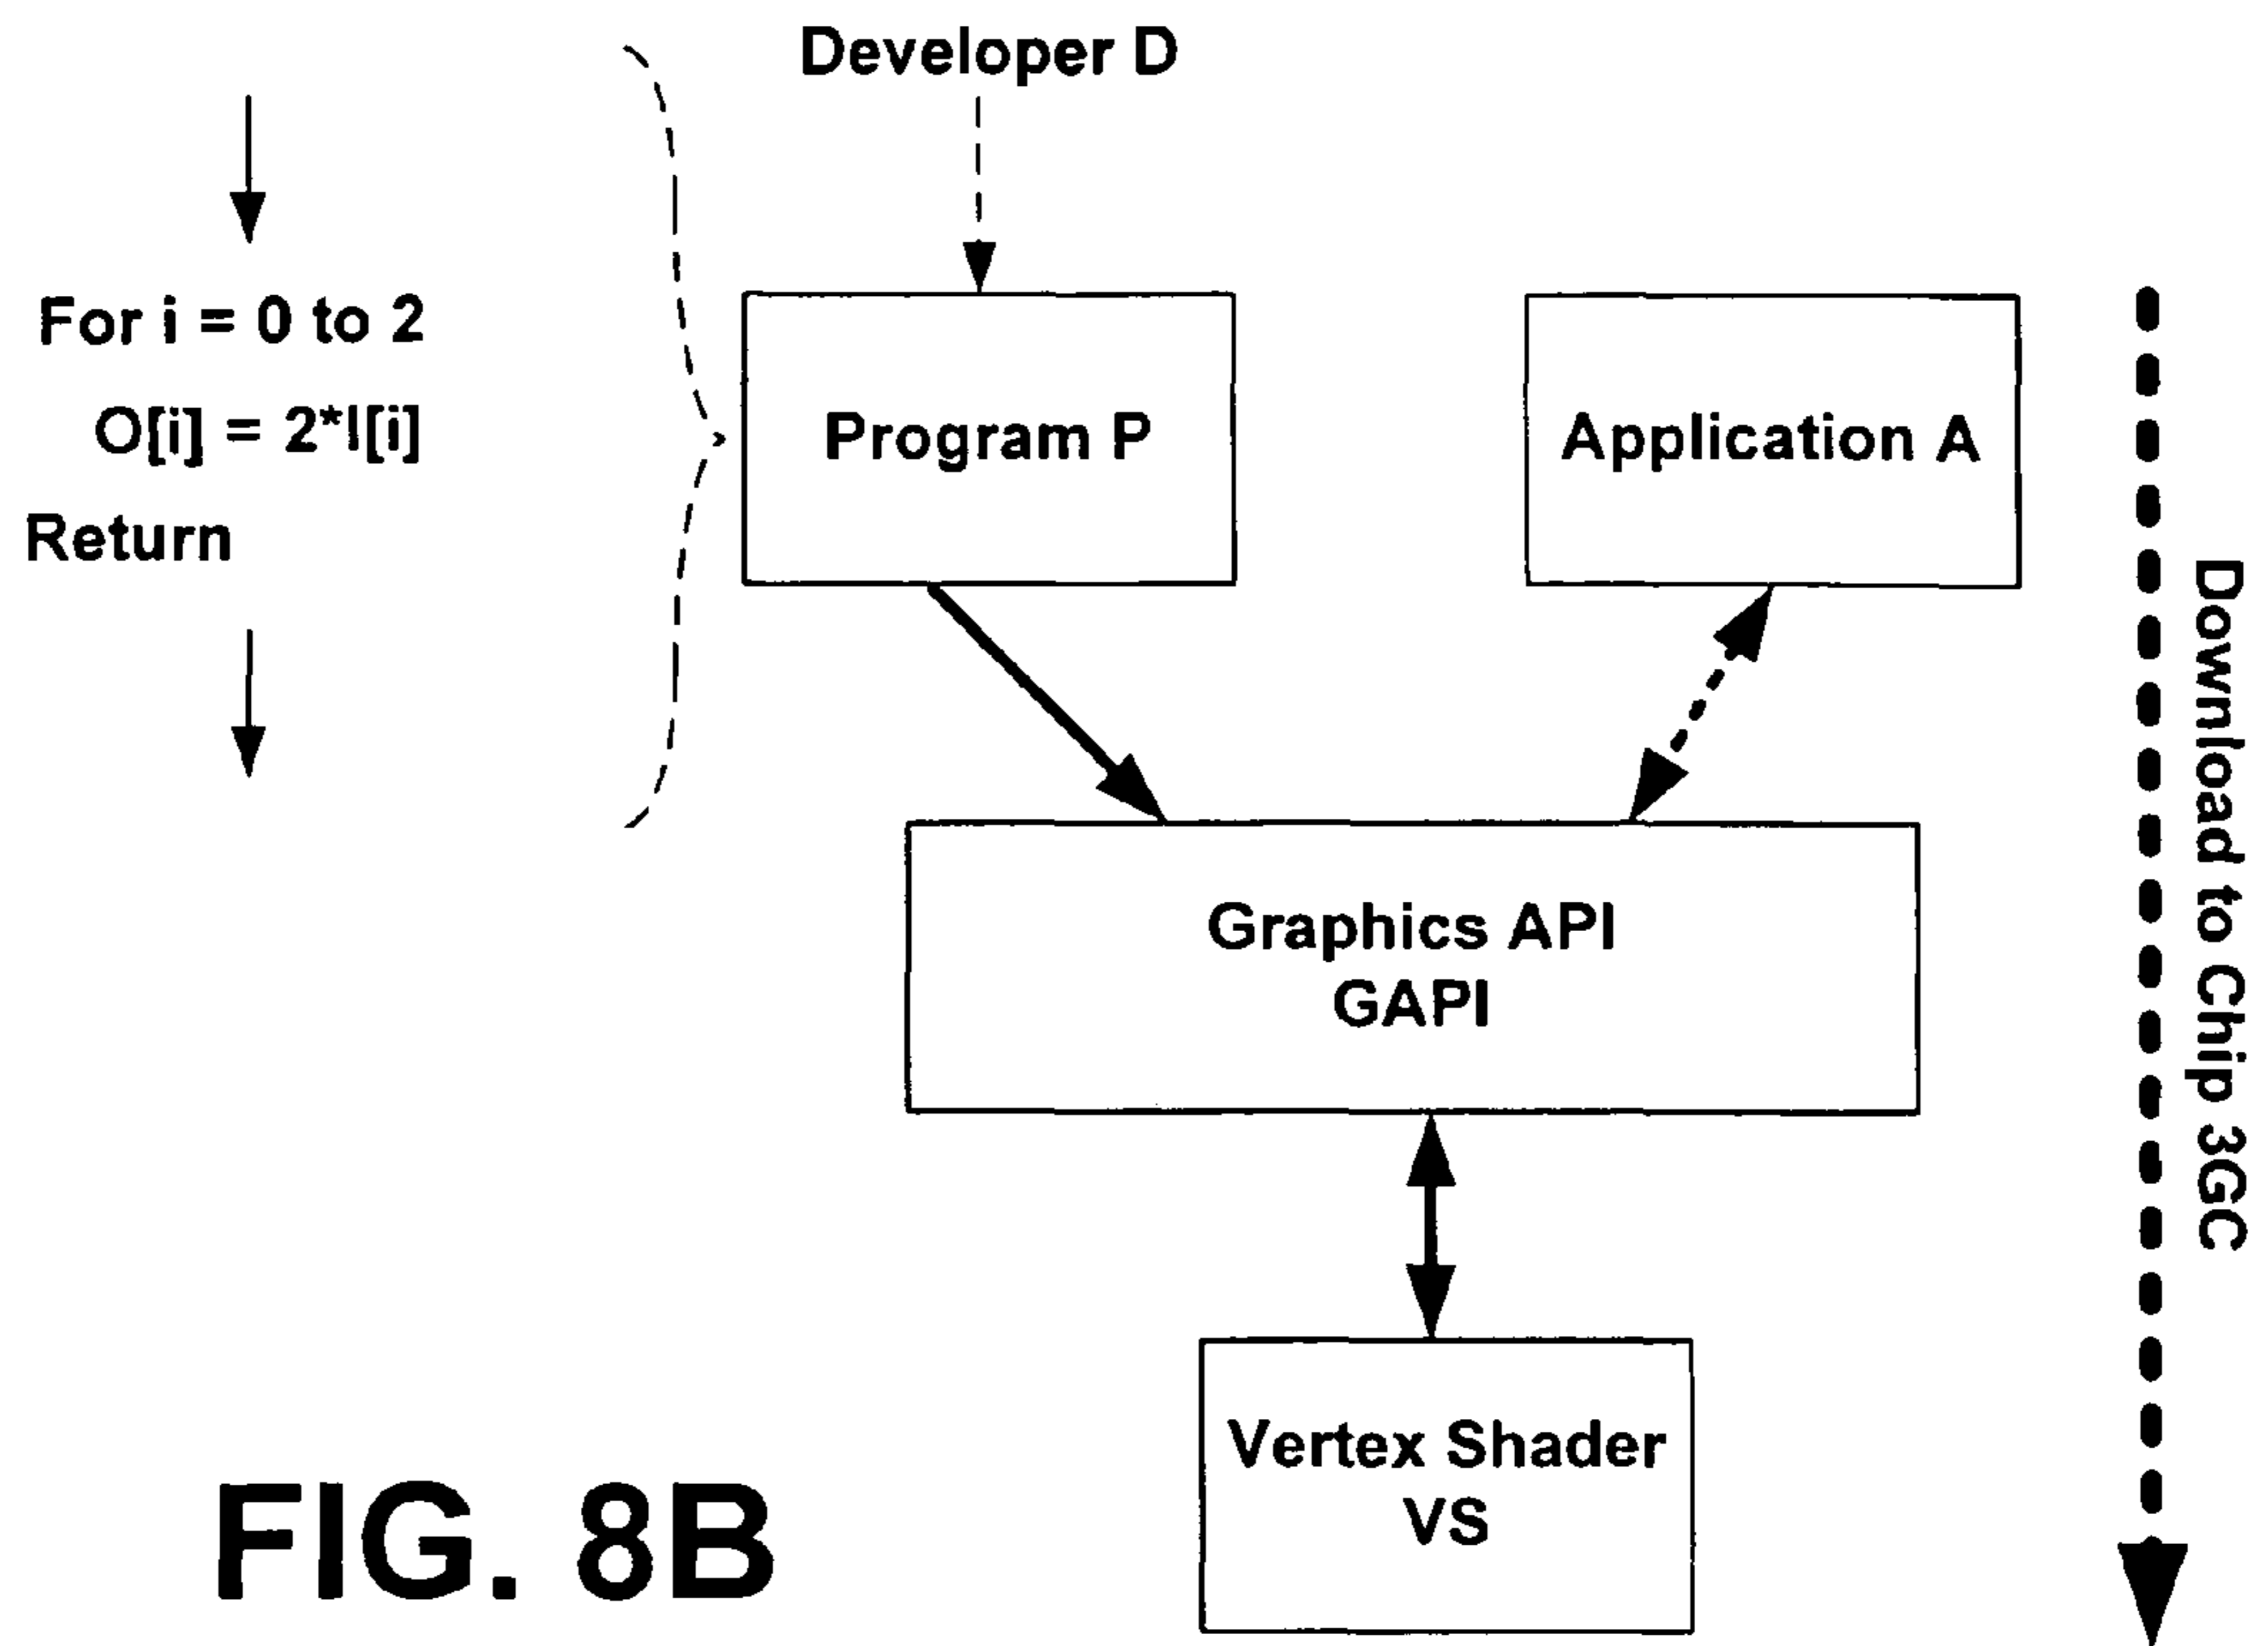 Developer D
For i = 0 to 2
O[i] = 2*I[i]
Return
Program P
Application A
Graphics API
GAPI
Vertex Shader
VS
Download to Chip 3GC
FIG. 8B